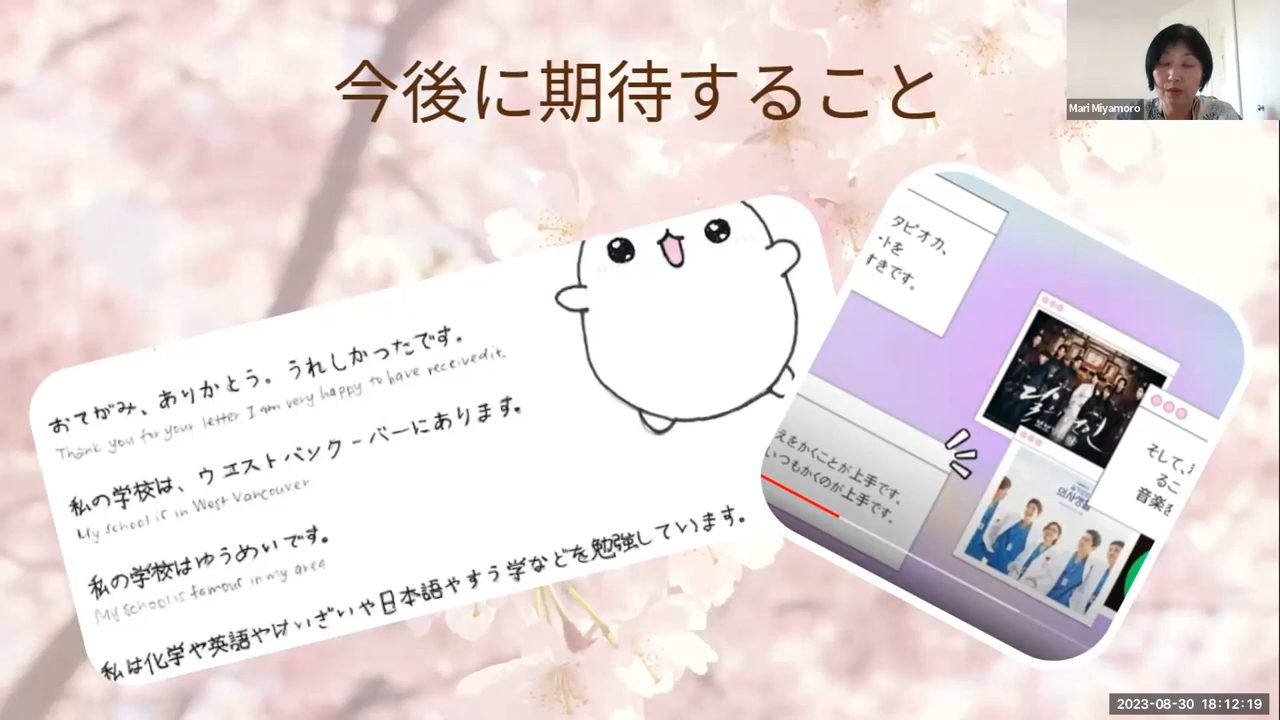 今後に期待すること
Mari Miyamoro
おてがみ、ありがとう。うれしかったです。
Thank you for your letter I am very happy to have received it.
私の学校は、ウエストバンクーバーにあります。
My school is in West Vancouver
私の学校はゆうめいです。
My school is famour in my area
私は化学や英語やけいざいや日本語やすう学などを勉強しています。
タピオカ、
トを
すきです。
えをかくことが上手です。
いつもかくのが上手です。
そして、
るこ
音楽を
2023-08-30 18:12:19